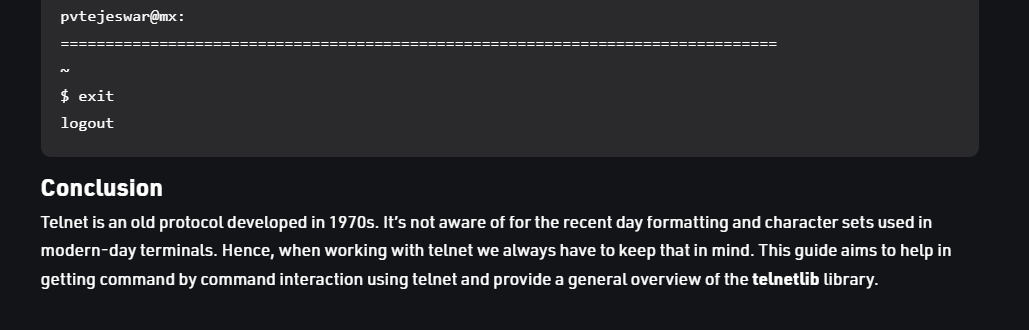 pvtejeswar@mx:
================================================================================
~
$ exit
logout
Conclusion
Telnet is an old protocol developed in 1970s. It’s not aware of for the recent day formatting and character sets used in
modern-day terminals. Hence, when working with telnet we always have to keep that in mind. This guide aims to help in
getting command by command interaction using telnet and provide a general overview of the telnetlib library.